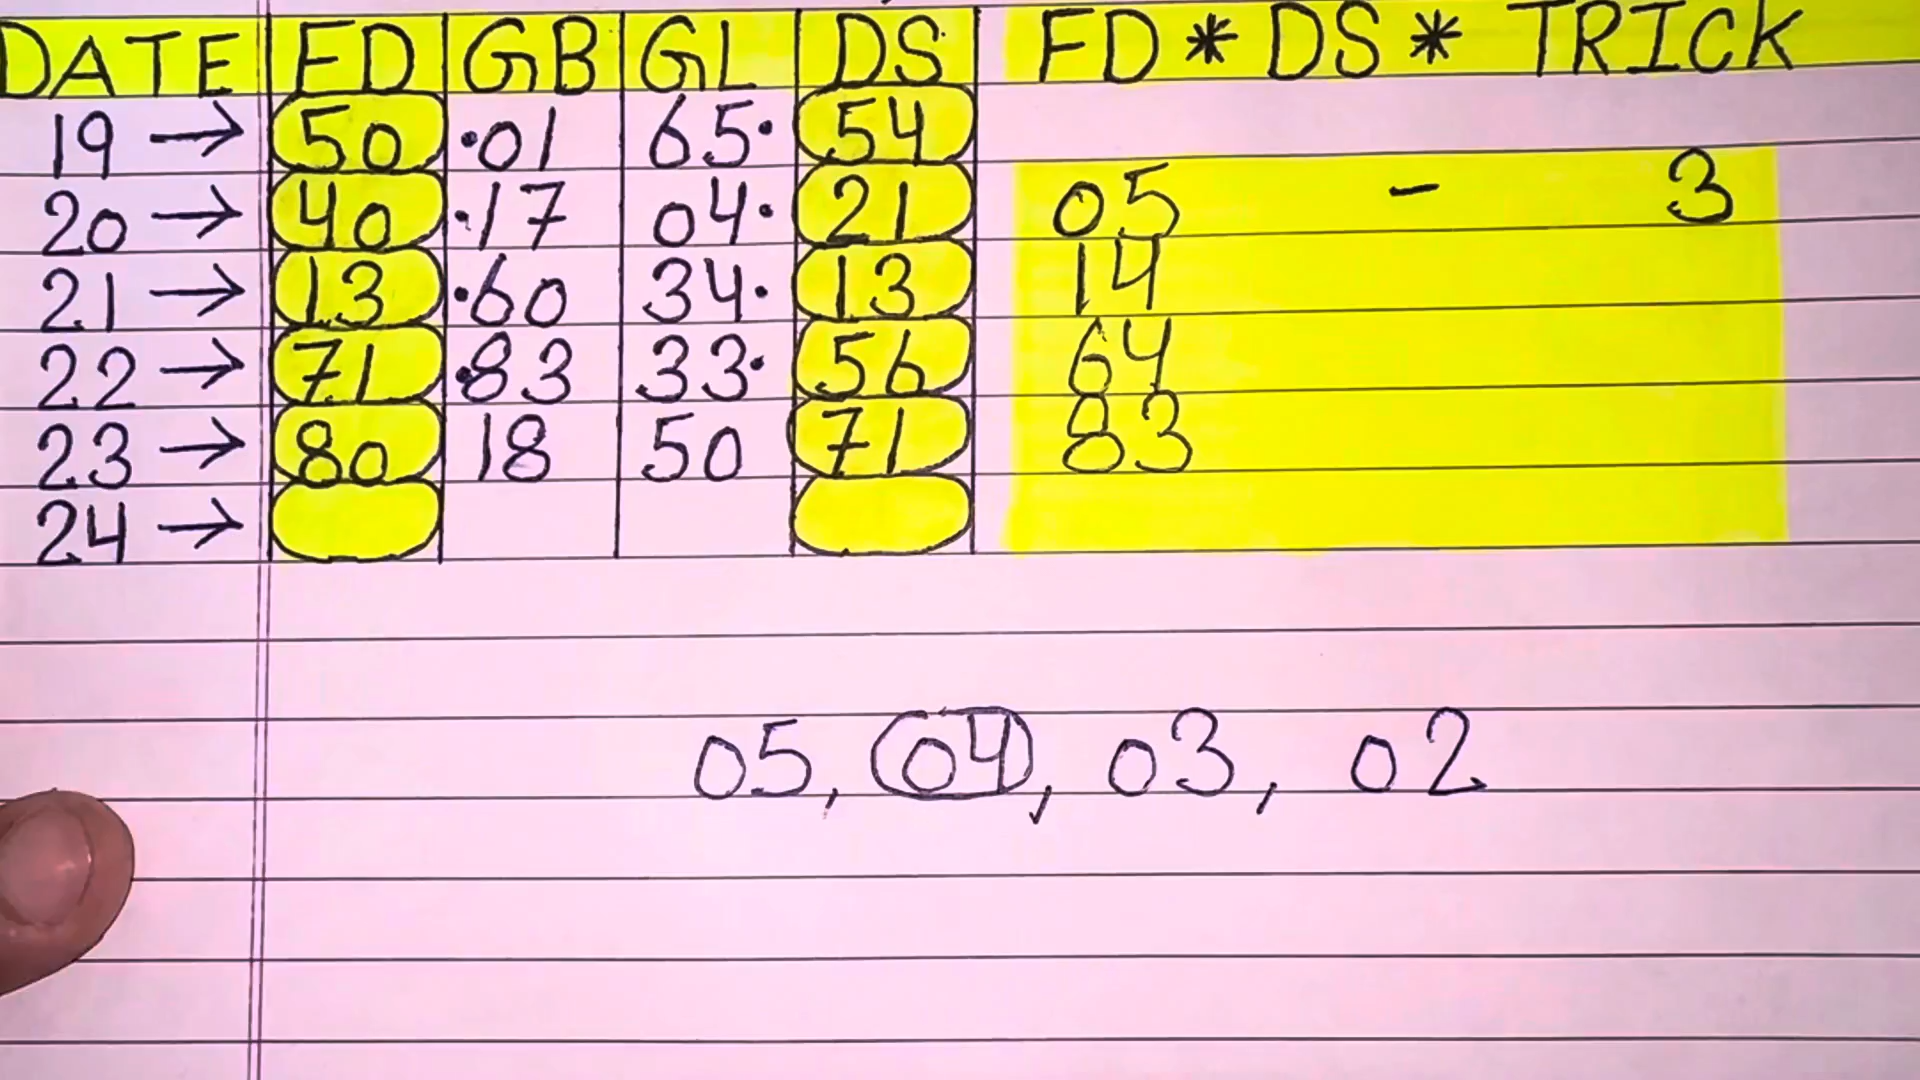 DATE FD GB GL DS FD * DS * TRICK
19 → 50 .01 65. 54
20 → 40 .17 04. 21 05 - 3
21 → 13 .60 34. 13 14
22 → 71 .83 33. 56 64
23 → 80 18 50 71 83
24 →
05, 04, 03, 02